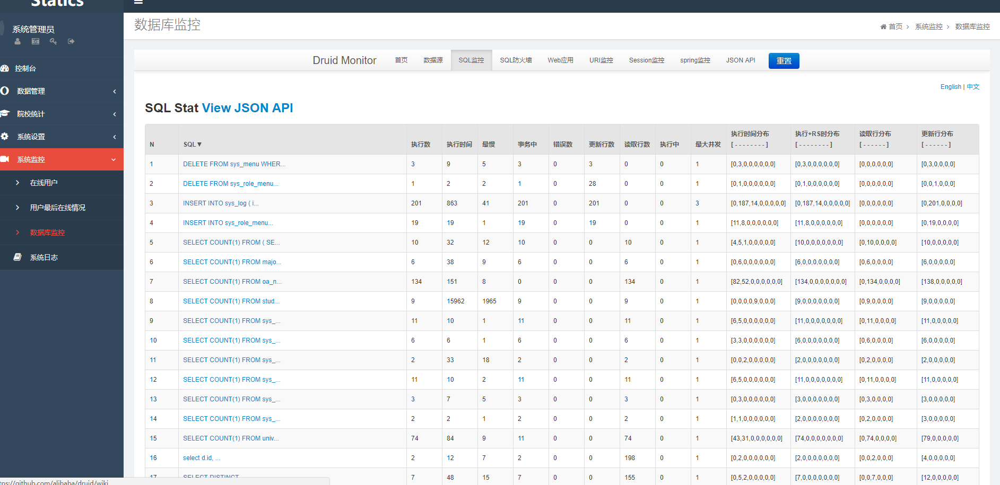 Statics
系统管理员
控制台
数据管理
院校统计
系统设置
系统监控
在线用户
用户最后在线情况
数据库监控
系统日志
数据库监控
首页 > 系统监控 > 数据库监控
Druid Monitor 首页 数据源 SQL监控 SQL防火墙 Web应用 URI监控 Session监控 spring监控 JSON API 重置
English | 中文
SQL Stat View JSON API
N SQL▼ 执行数 执行时间 最慢 事务中 错误数 更新行数 读取行数 执行中 最大并发 执行时间分布 [ - - - - - - - - ] 执行+RS时分布 [ - - - - - - - - ] 读取行分布 [ - - - - - - ] 更新行分布 [ - - - - - - ]
1 DELETE FROM sys_menu WHER... 3 9 5 3 0 3 0 0 1 [0,3,0,0,0,0,0,0] [0,3,0,0,0,0,0,0] [0,0,0,0,0,0] [0,3,0,0,0,0]
2 DELETE FROM sys_role_menu... 1 2 2 1 0 28 0 0 1 [0,1,0,0,0,0,0,0] [0,1,0,0,0,0,0,0] [0,0,0,0,0,0] [0,0,1,0,0,0]
3 INSERT INTO sys_log ( i... 201 863 41 201 0 201 0 0 3 [0,187,14,0,0,0,0,0] [0,187,14,0,0,0,0,0] [0,0,0,0,0,0] [0,201,0,0,0,0]
4 INSERT INTO sys_role_menu... 19 19 1 19 0 19 0 0 1 [11,8,0,0,0,0,0,0] [11,8,0,0,0,0,0,0] [0,0,0,0,0,0] [0,19,0,0,0,0]
5 SELECT COUNT(1) FROM ( SE... 10 32 12 10 0 0 10 0 1 [4,5,1,0,0,0,0,0] [10,0,0,0,0,0,0,0] [0,10,0,0,0,0] [10,0,0,0,0,0]
6 SELECT COUNT(1) FROM majo... 6 38 9 6 0 0 6 0 1 [0,6,0,0,0,0,0,0] [6,0,0,0,0,0,0,0] [0,6,0,0,0,0] [6,0,0,0,0,0]
7 SELECT COUNT(1) FROM oa_n... 134 151 8 0 0 0 134 0 1 [82,52,0,0,0,0,0,0] [134,0,0,0,0,0,0,0] [0,134,0,0,0,0] [138,0,0,0,0,0]
8 SELECT COUNT(1) FROM stud... 9 15962 1965 9 0 0 9 0 1 [0,0,0,0,9,0,0,0] [9,0,0,0,0,0,0,0] [0,9,0,0,0,0] [9,0,0,0,0,0]
9 SELECT COUNT(1) FROM sys_... 11 10 1 11 0 0 11 0 1 [6,5,0,0,0,0,0,0] [11,0,0,0,0,0,0,0] [0,11,0,0,0,0] [11,0,0,0,0,0]
10 SELECT COUNT(1) FROM sys_... 6 6 1 6 0 0 6 0 1 [3,3,0,0,0,0,0,0] [6,0,0,0,0,0,0,0] [0,6,0,0,0,0] [6,0,0,0,0,0]
11 SELECT COUNT(1) FROM sys_... 2 33 18 2 0 0 2 0 1 [0,0,2,0,0,0,0,0] [2,0,0,0,0,0,0,0] [0,2,0,0,0,0] [2,0,0,0,0,0]
12 SELECT COUNT(1) FROM sys_... 11 10 2 11 0 0 11 0 1 [6,5,0,0,0,0,0,0] [11,0,0,0,0,0,0,0] [0,11,0,0,0,0] [11,0,0,0,0,0]
13 SELECT COUNT(1) FROM sys_... 3 7 5 3 0 0 3 0 1 [0,3,0,0,0,0,0,0] [3,0,0,0,0,0,0,0] [0,3,0,0,0,0] [3,0,0,0,0,0]
14 SELECT COUNT(1) FROM sys_... 2 2 1 2 0 0 2 0 1 [1,1,0,0,0,0,0,0] [2,0,0,0,0,0,0,0] [0,2,0,0,0,0] [3,0,0,0,0,0]
15 SELECT COUNT(1) FROM univ... 74 84 9 11 0 0 74 0 1 [43,31,0,0,0,0,0,0] [74,0,0,0,0,0,0,0] [0,74,0,0,0,0] [79,0,0,0,0,0]
16 select d.id, ... 2 12 7 2 0 0 198 0 1 [0,2,0,0,0,0,0,0] [2,0,0,0,0,0,0,0] [0,0,2,0,0,0] [4,0,0,0,0,0]
17 SELECT DISTINCT 7 48 15 7 0 0 155 0 1 [0,5,2,0,0,0,0,0] [7,0,0,0,0,0,0,0] [0,0,7,0,0,0] [12,0,0,0,0,0]
tps://github.com/alibaba/druid/wiki